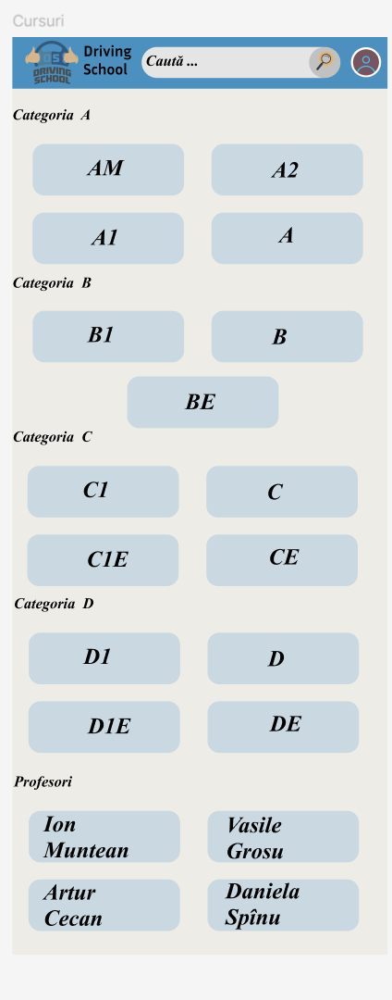 Cursuri
DS
DRIVING
SCHOOL
Driving
School
Caută ...
Categoria A
AM
A2
A1
A
Categoria B
B1
B
BE
Categoria C
C1
C
C1E
CE
Categoria D
D1
D
D1E
DE
Profesori
Ion
Muntean
Vasile
Grosu
Artur
Cecan
Daniela
Spînu